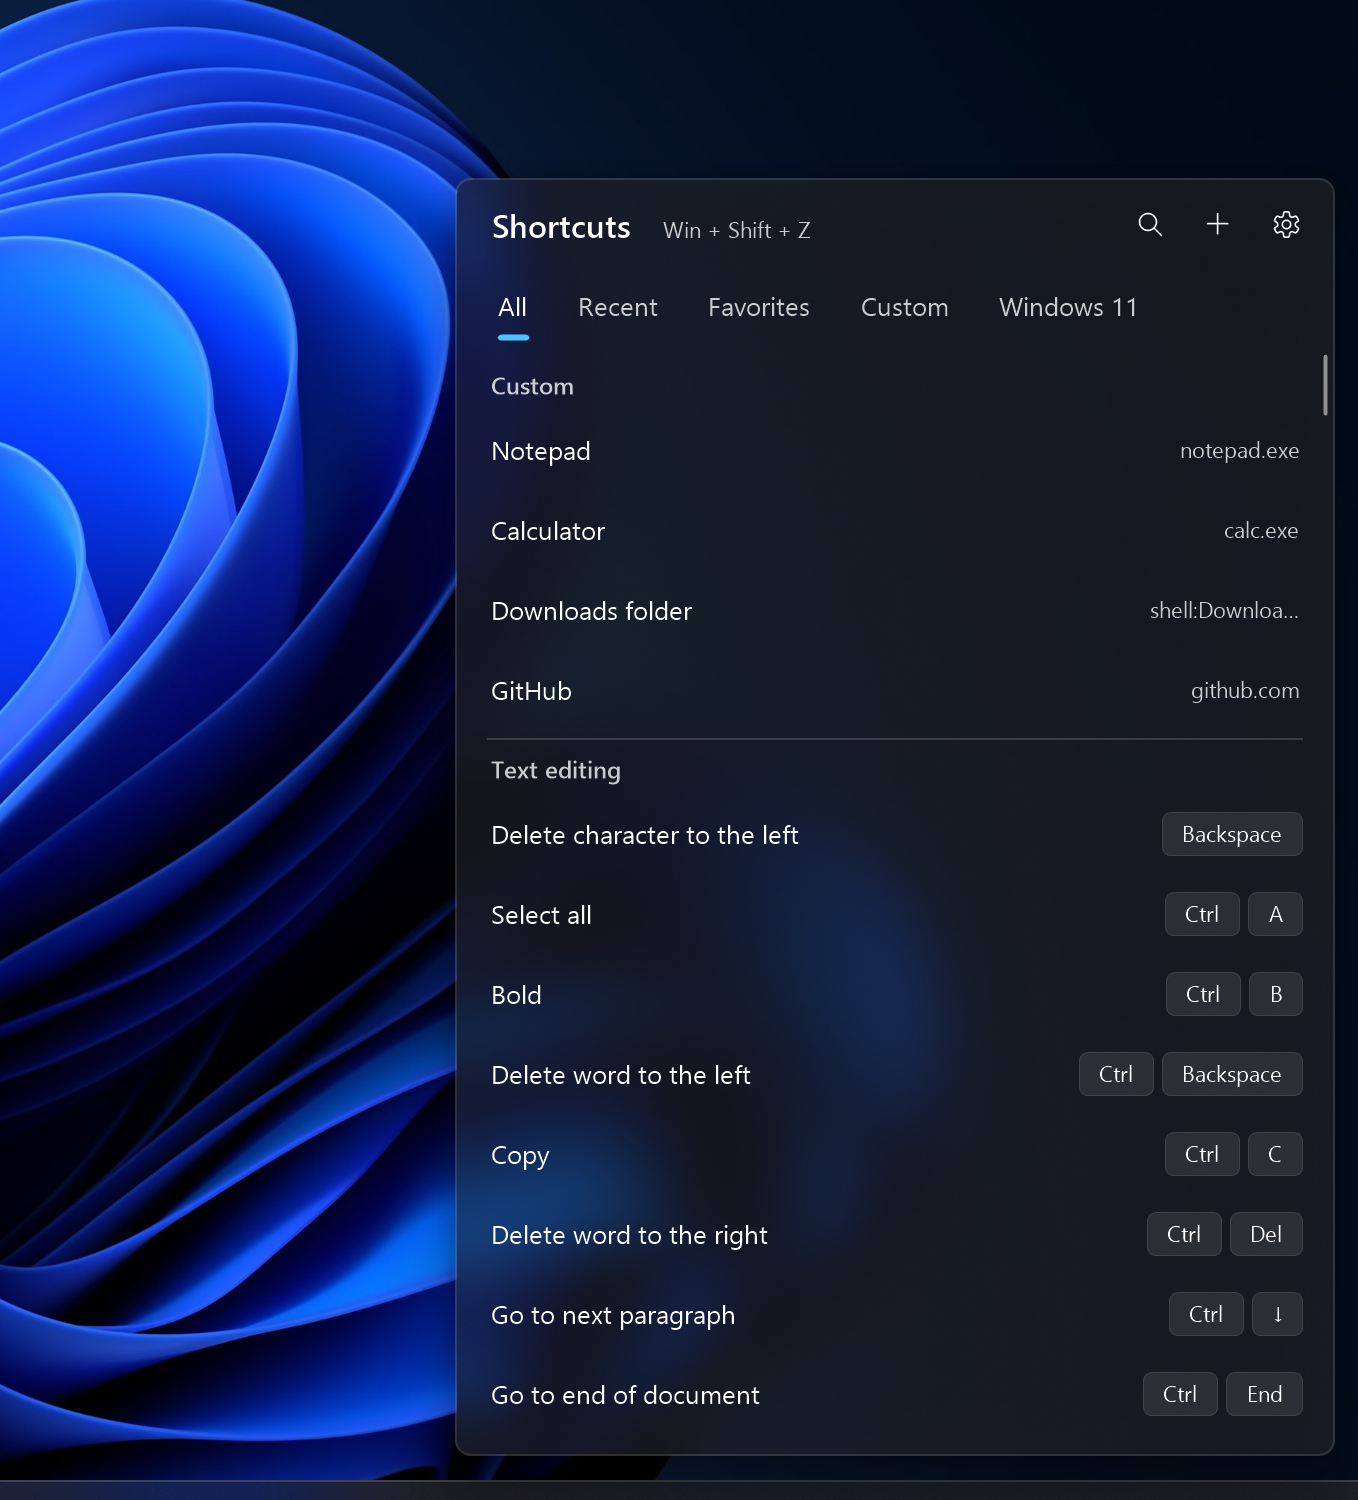 Shortcuts Win + Shift + Z
All Recent Favorites Custom Windows 11
Custom
Notepad notepad.exe
Calculator calc.exe
Downloads folder shell:Downloa...
GitHub github.com
Text editing
Delete character to the left Backspace
Select all Ctrl A
Bold Ctrl B
Delete word to the left Ctrl Backspace
Copy Ctrl C
Delete word to the right Ctrl Del
Go to next paragraph Ctrl ↓
Go to end of document Ctrl End